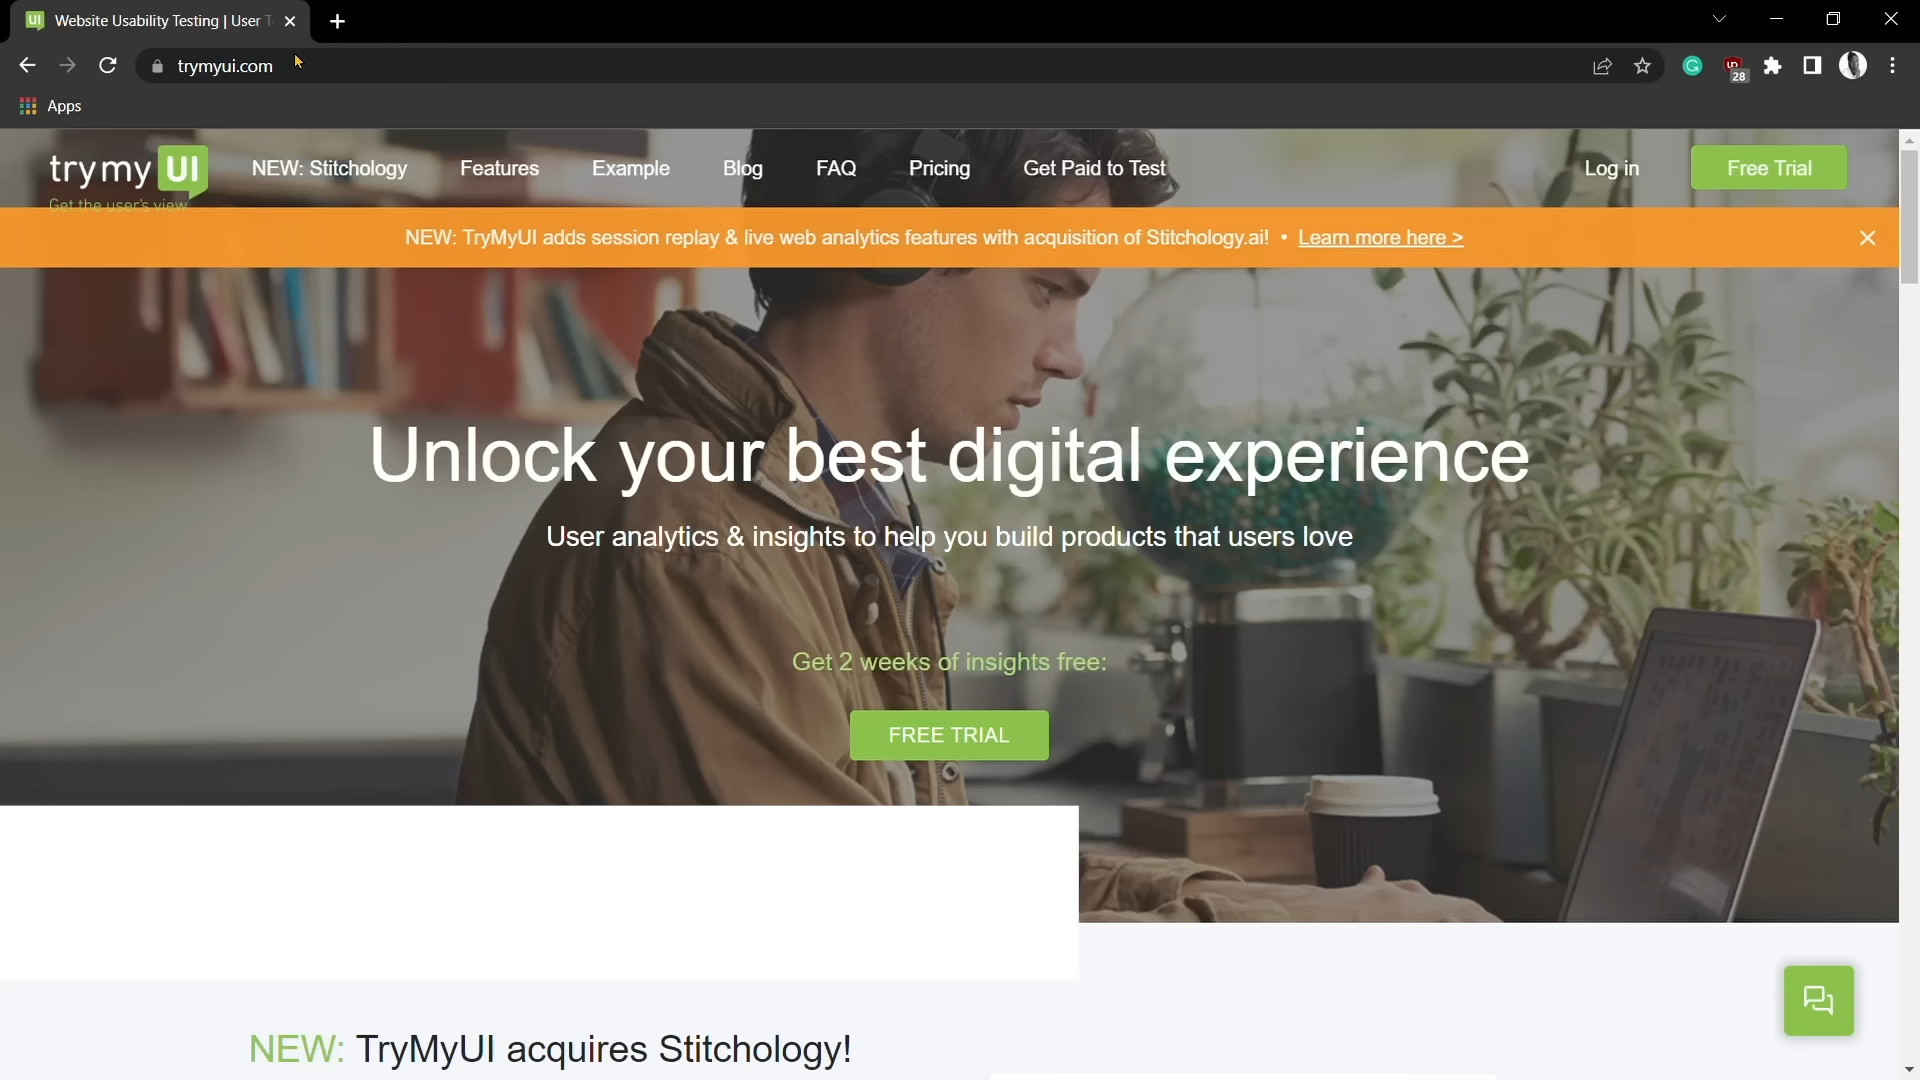 UI Website Usability Testing | User T
trymyui.com
28
Apps
trymy UI
Get the user's view
NEW: Stitchology Features Example Blog FAQ Pricing Get Paid to Test Log in Free Trial
NEW: TryMyUI adds session replay & live web analytics features with acquisition of Stitchology.ai! • Learn more here >
Unlock your best digital experience
User analytics & insights to help you build products that users love
Get 2 weeks of insights free:
FREE TRIAL
NEW: TryMyUI acquires Stitchology!